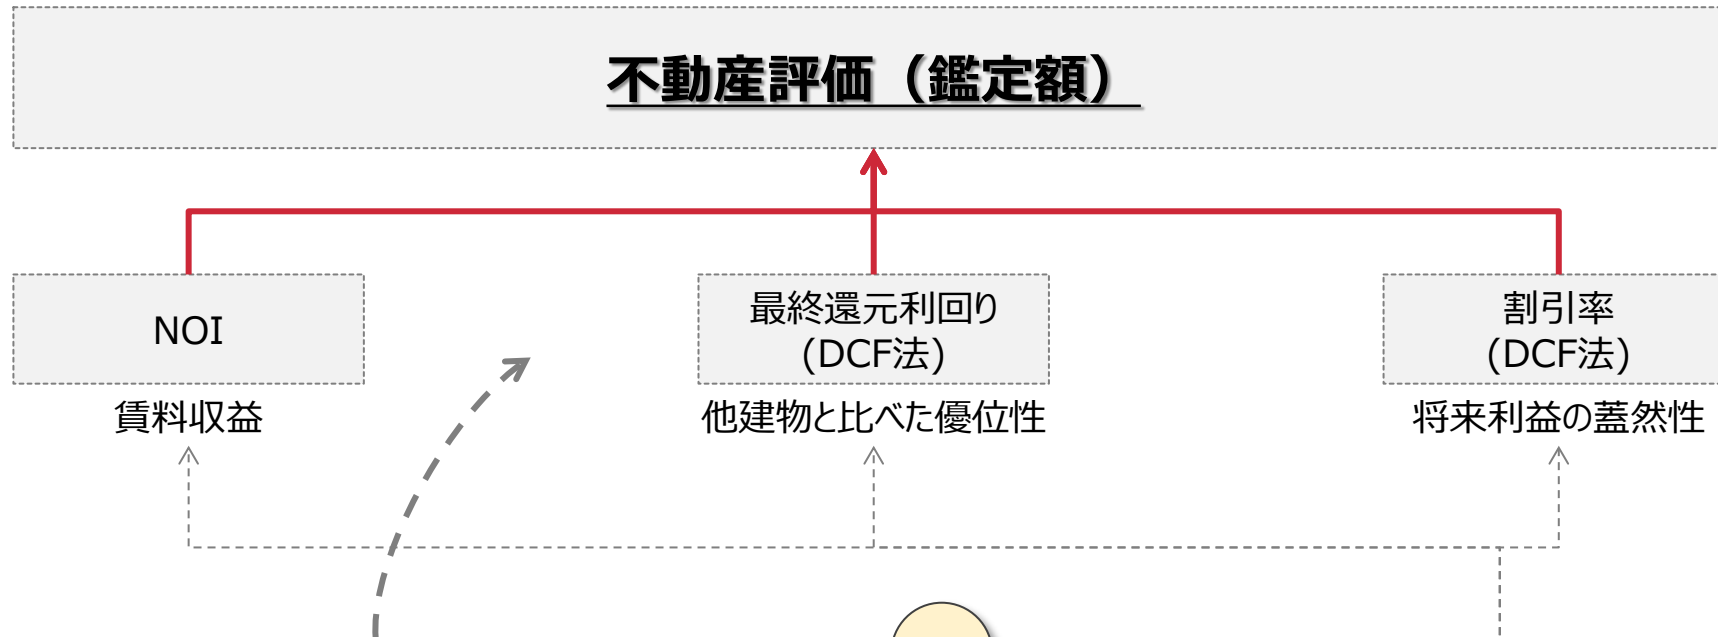 不動産評価（鑑定額）
NOI
最終還元利回り
(DCF法)
割引率
(DCF法)
賃料収益
他建物と比べた優位性
将来利益の蓋然性